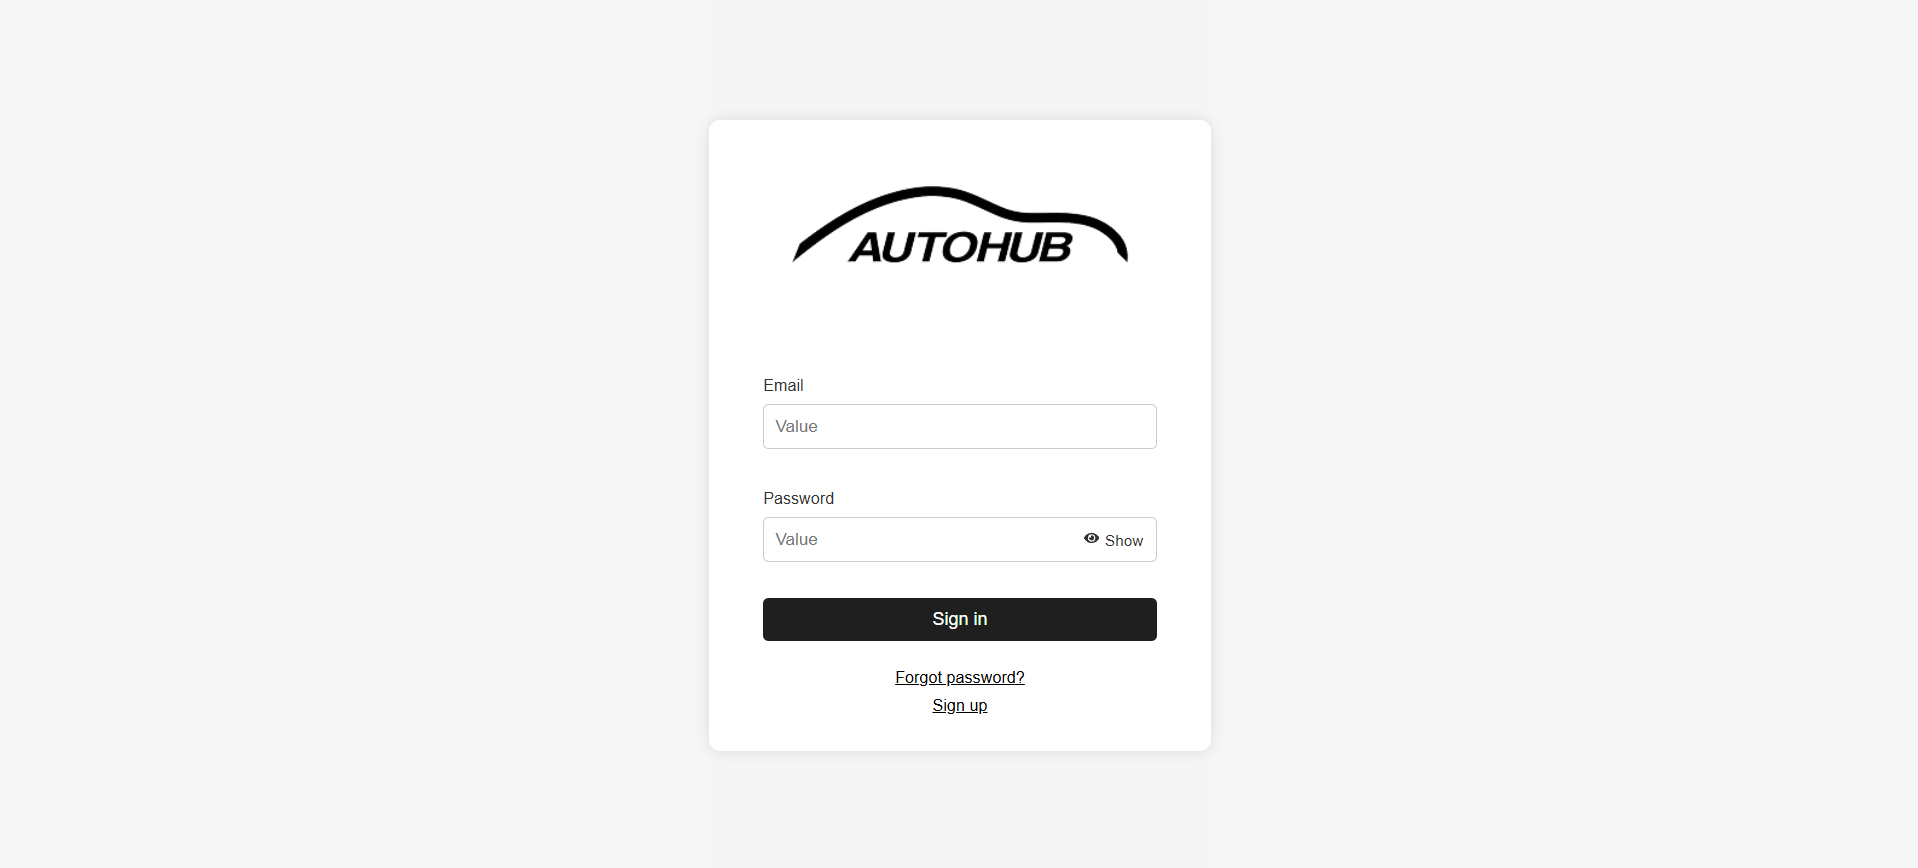 AUTOHUB
Email
Value
Password
Value
Show
Sign in
Forgot password?
Sign up